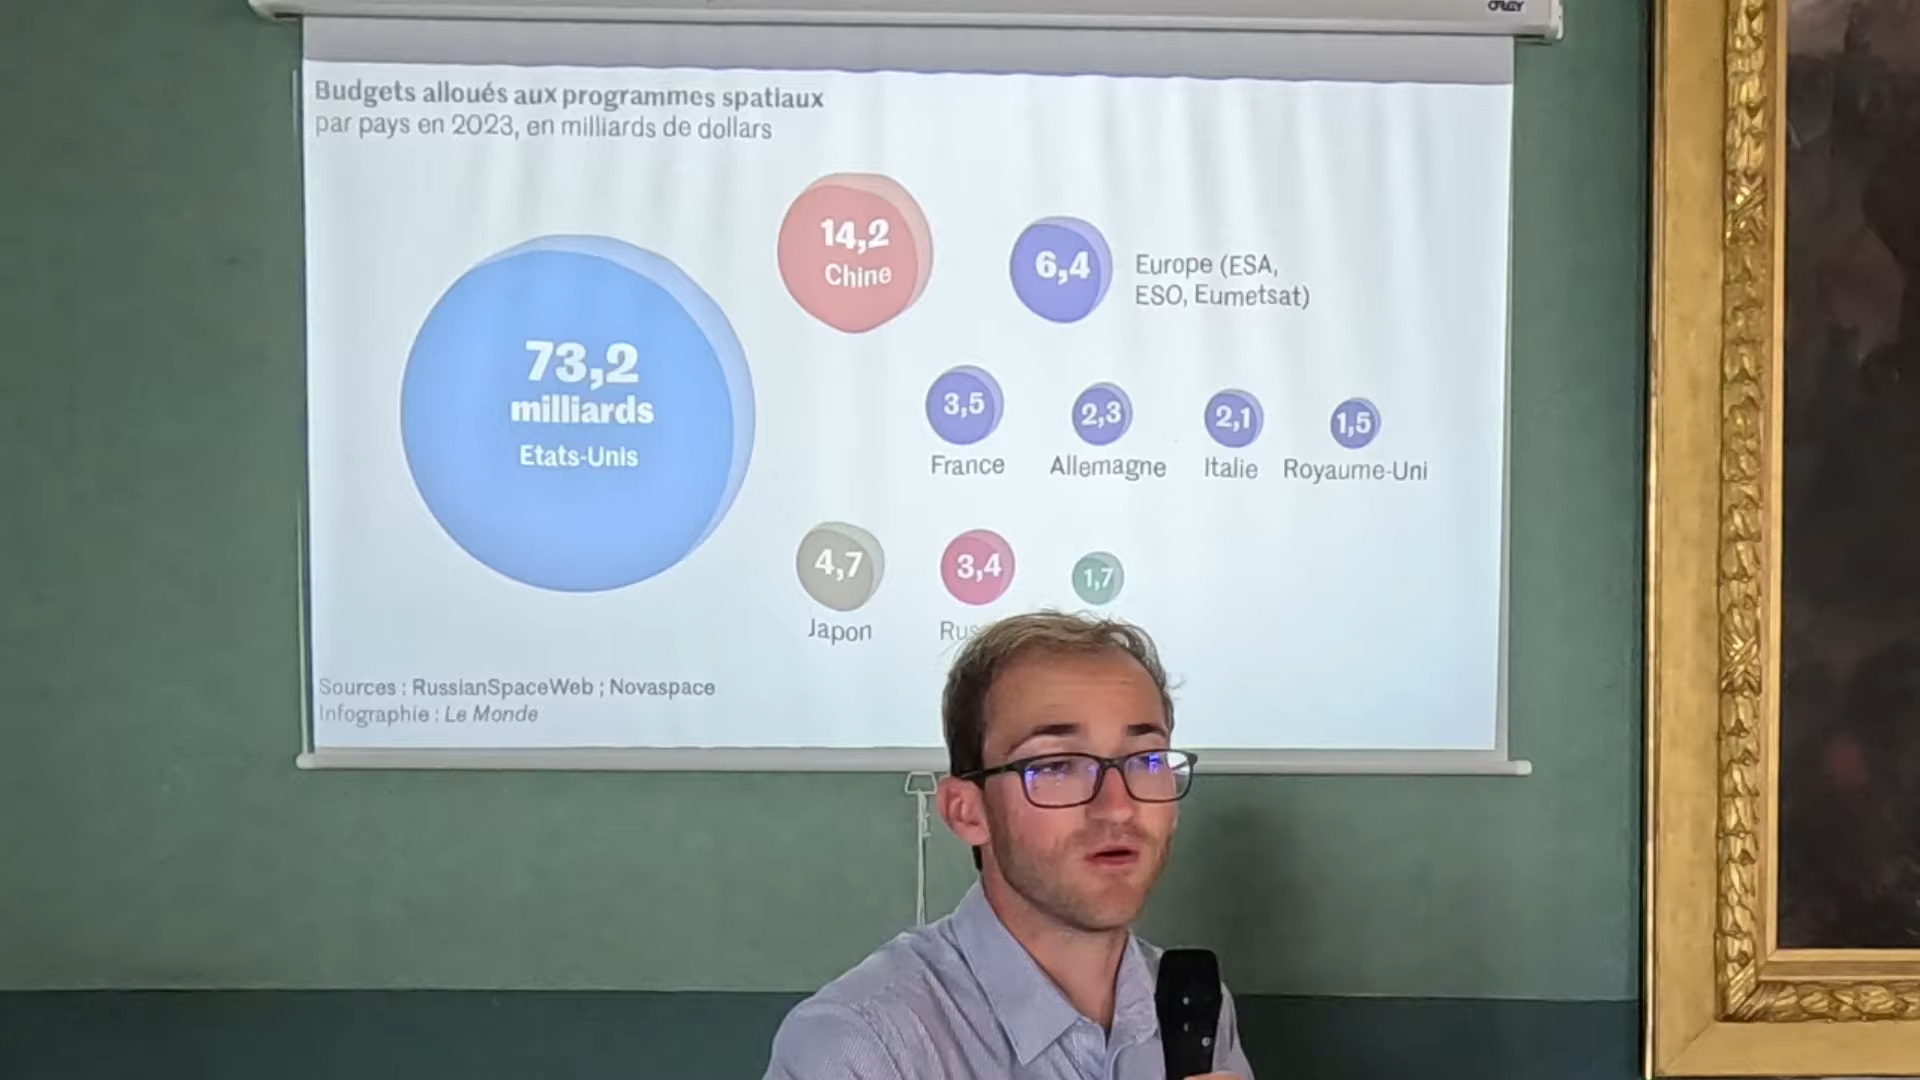 ORAY
Budgets alloués aux programmes spatiaux
par pays en 2023, en milliards de dollars
14,2
Chine
6,4
Europe (ESA,
ESO, Eumetsat)
73,2
milliards
Etats-Unis
3,5
2,3
2,1
1,5
France
Allemagne
Italie
Royaume-Uni
4,7
3,4
1,7
Japon
Rus
Sources : RussianSpaceWeb ; Novaspace
Infographie : Le Monde